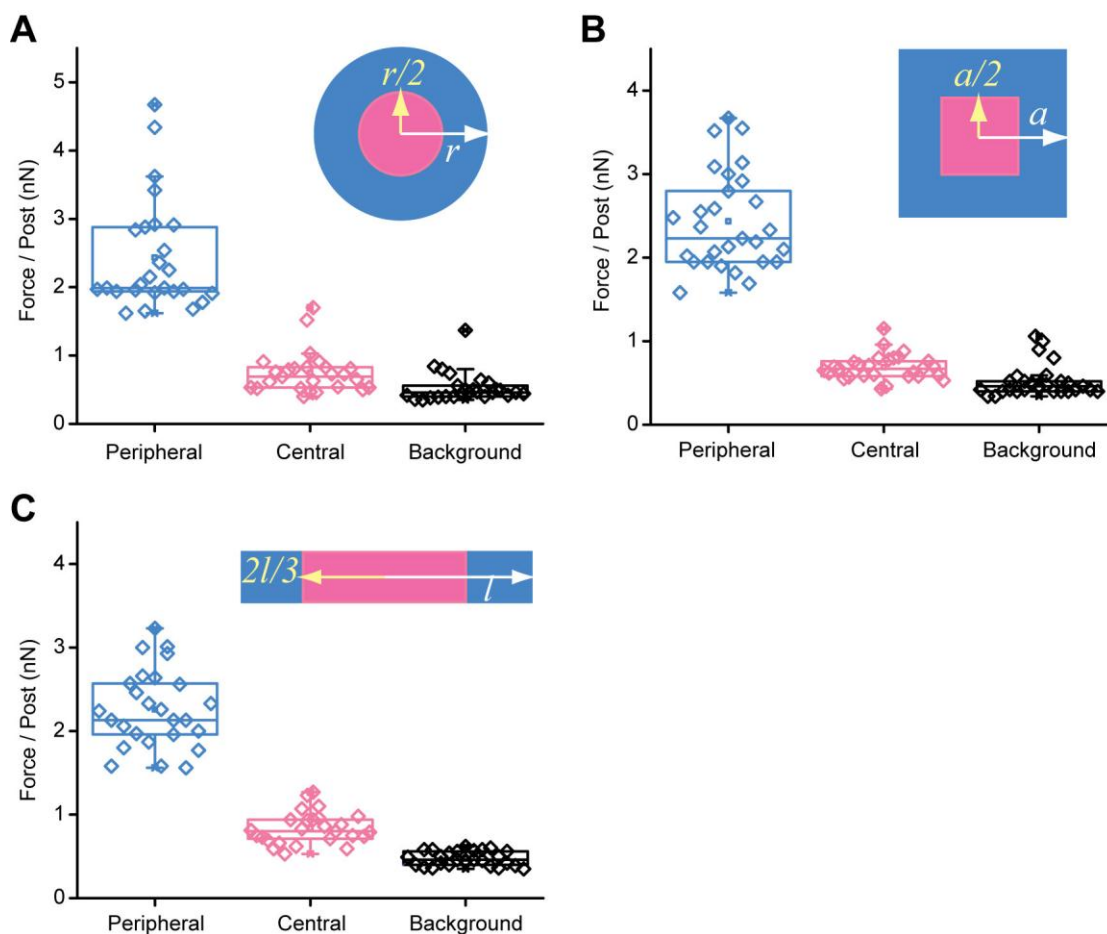 A
Force / Post (nN)
5
4
3
2
1
0
r/2
r
Peripheral Central Background
B
Force / Post (nN)
4
3
2
1
0
a/2
a
Peripheral Central Background
C
Force / Post (nN)
4
3
2
1
0
2l/3
l
Peripheral Central Background